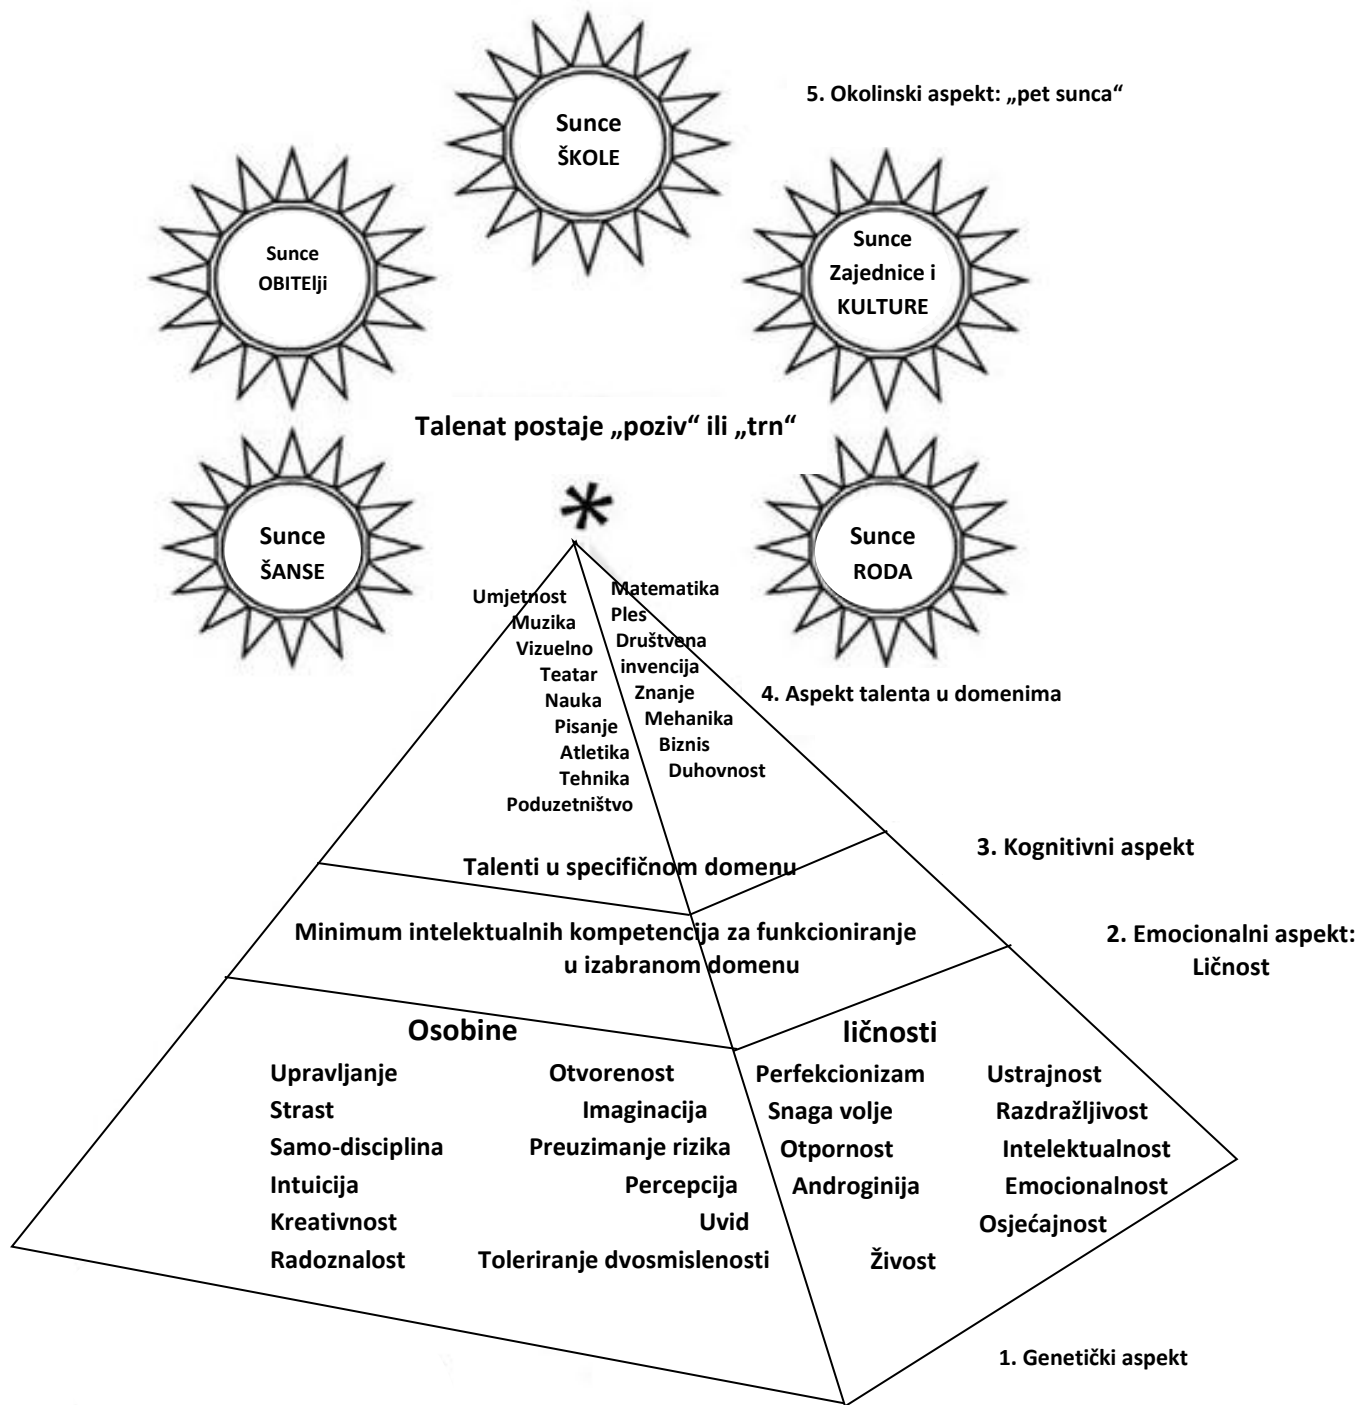 5. Okolinski aspekt: „pet sunca“
Sunce
ŠKOLE
Sunce
OBITElji
Sunce
Zajednice i
KULTURE
Talenat postaje „poziv“ ili „trn“
*
Sunce
ŠANSE
Sunce
RODA
Umjetnost
Muzika
Vizuelno
Teatar
Nauka
Pisanje
Atletika
Tehnika
Poduzetništvo
Matematika
Ples
Društvena
invencija
Znanje
Mehanika
Biznis
Duhovnost
4. Aspekt talenta u domenima
Talenti u specifičnom domenu
3. Kognitivni aspekt
Minimum intelektualnih kompetencija za funkcioniranje
u izabranom domenu
2. Emocionalni aspekt:
Ličnost
Osobine ličnosti
Upravljanje Otvorenost Perfekcionizam Ustrajnost
Strast Imaginacija Snaga volje Razdražljivost
Samo-disciplina Preuzimanje rizika Otpornost Intelektualnost
Intuicija Percepcija Androginija Emocionalnost
Kreativnost Uvid Osjećajnost
Radoznalost Toleriranje dvosmislenosti Živost
1. Genetički aspekt